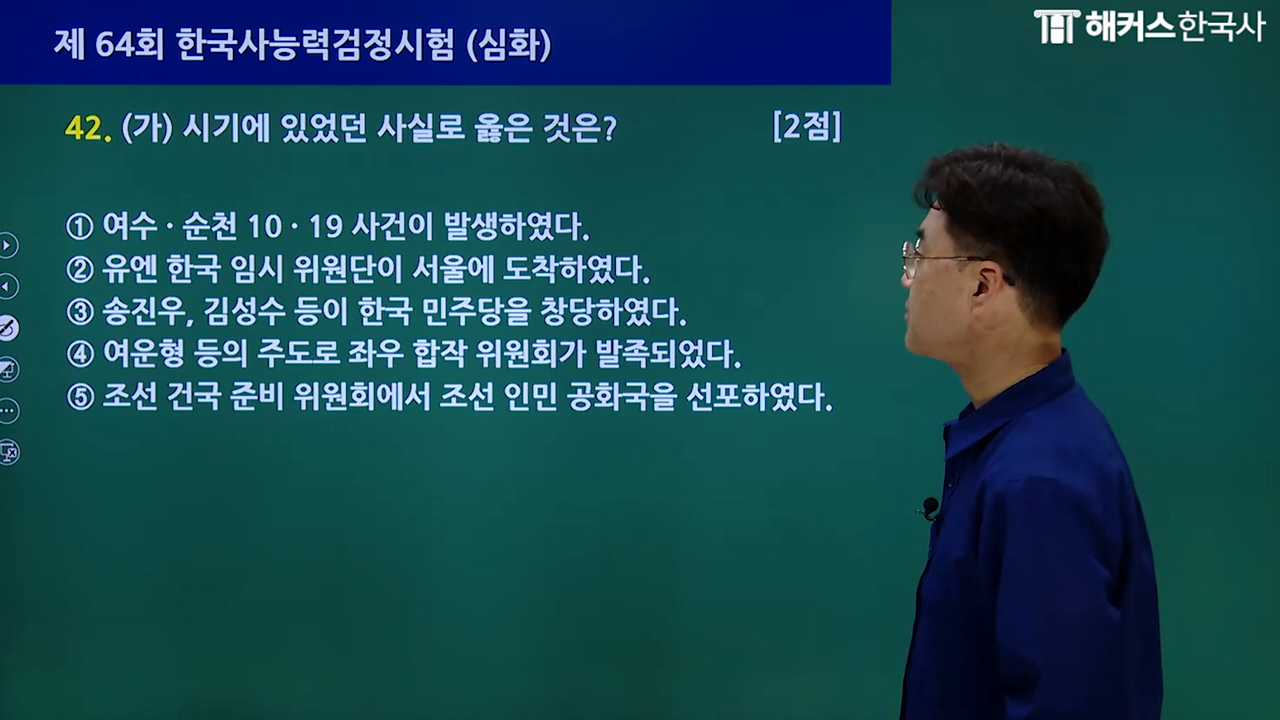 제 64회 한국사능력검정시험 (심화)
해커스한국사
42. (가) 시기에 있었던 사실로 옳은 것은? [2점]
① 여수·순천 10·19 사건이 발생하였다.
② 유엔 한국 임시 위원단이 서울에 도착하였다.
③ 송진우, 김성수 등이 한국 민주당을 창당하였다.
④ 여운형 등의 주도로 좌우 합작 위원회가 발족되었다.
⑤ 조선 건국 준비 위원회에서 조선 인민 공화국을 선포하였다.